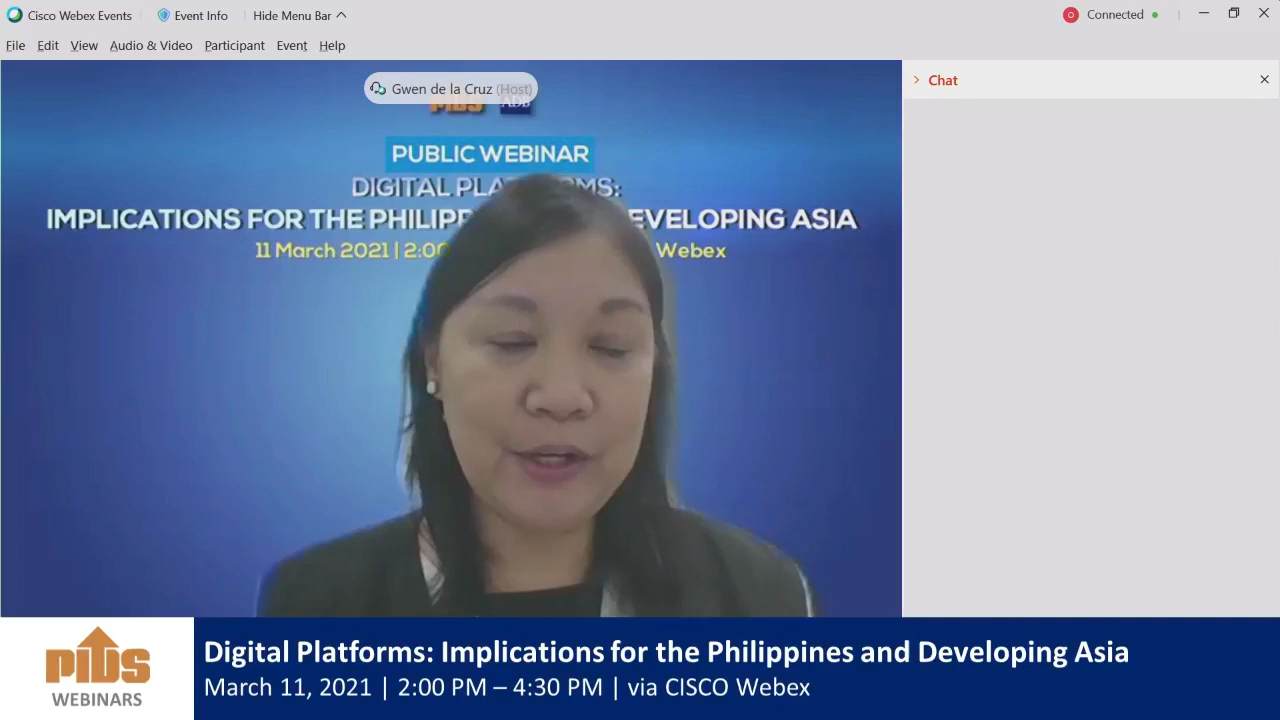 Cisco Webex Events
Event Info
Hide Menu Bar
Connected
File Edit View Audio & Video Participant Event Help
Gwen de la Cruz (Host)
Chat
PIDS ADB
PUBLIC WEBINAR
DIGITAL PLA MS:
IMPLICATIONS FOR THE PHILIPP EVELOPING ASIA
11 March 2021 | 2:00 Webex
PIDS
WEBINARS
Digital Platforms: Implications for the Philippines and Developing Asia
March 11, 2021 | 2:00 PM – 4:30 PM | via CISCO Webex